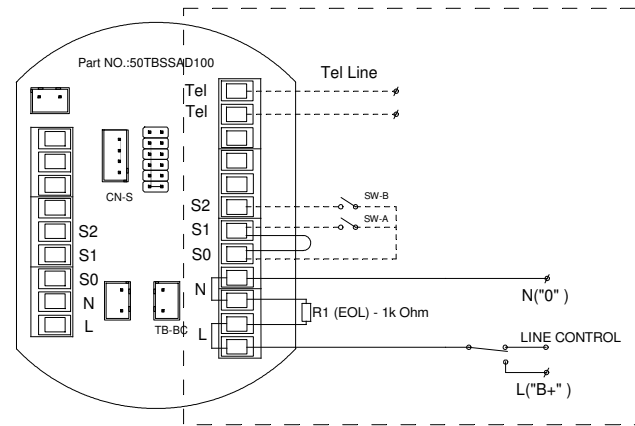 Part NO.:50TBSSAD100
Tel Line
Tel
Tel
CN-S
SW-B
S2
SW-A
S1
S2
S0
S1
S0
N
N("0" )
N
R1 (EOL) - 1k Ohm
L
TB-BC
L
LINE CONTROL
L("B+" )